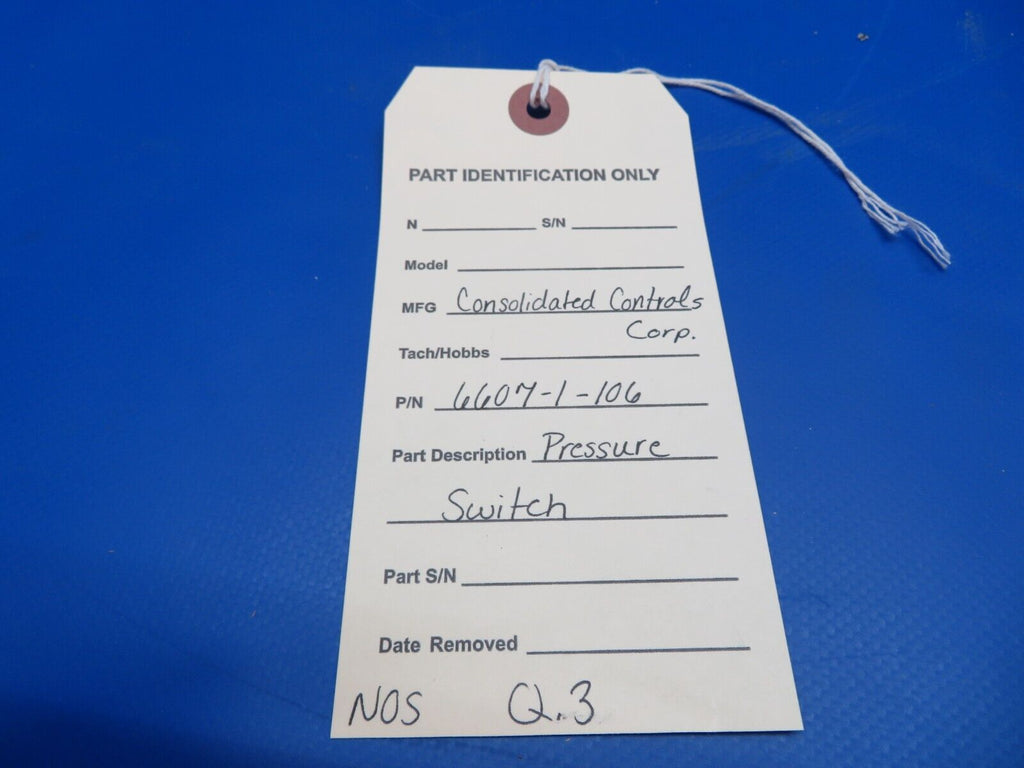 PART IDENTIFICATION ONLY
N S/N
Model
MFG Consolidated Controls
Corp.
Tach/Hobbs
P/N 6607-1-106
Part Description Pressure
Switch
Part S/N
Date Removed
NOS Q.3